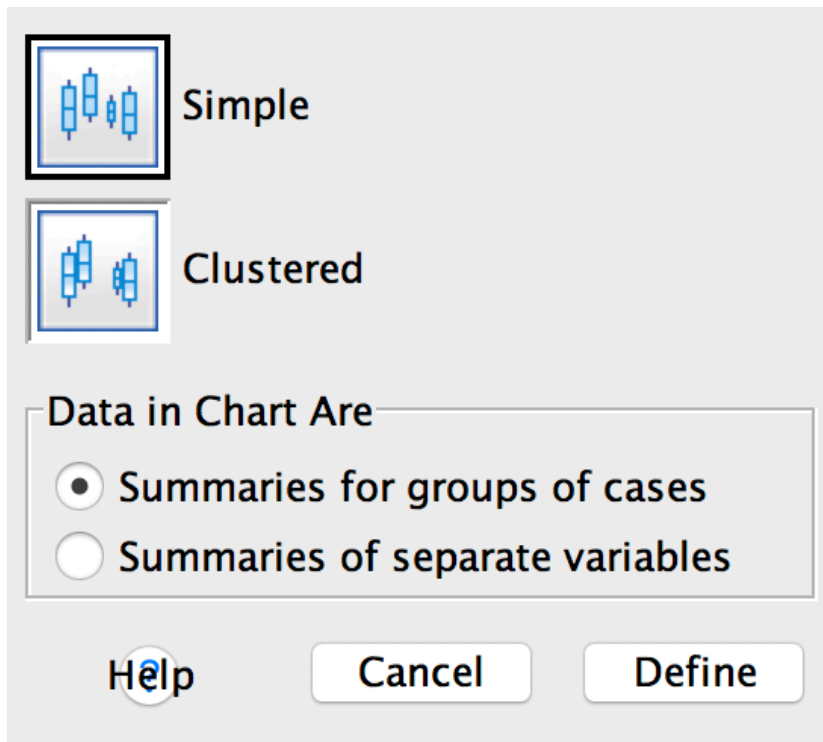 Simple
Clustered
Data in Chart Are
Summaries for groups of cases
Summaries of separate variables
Help Cancel Define